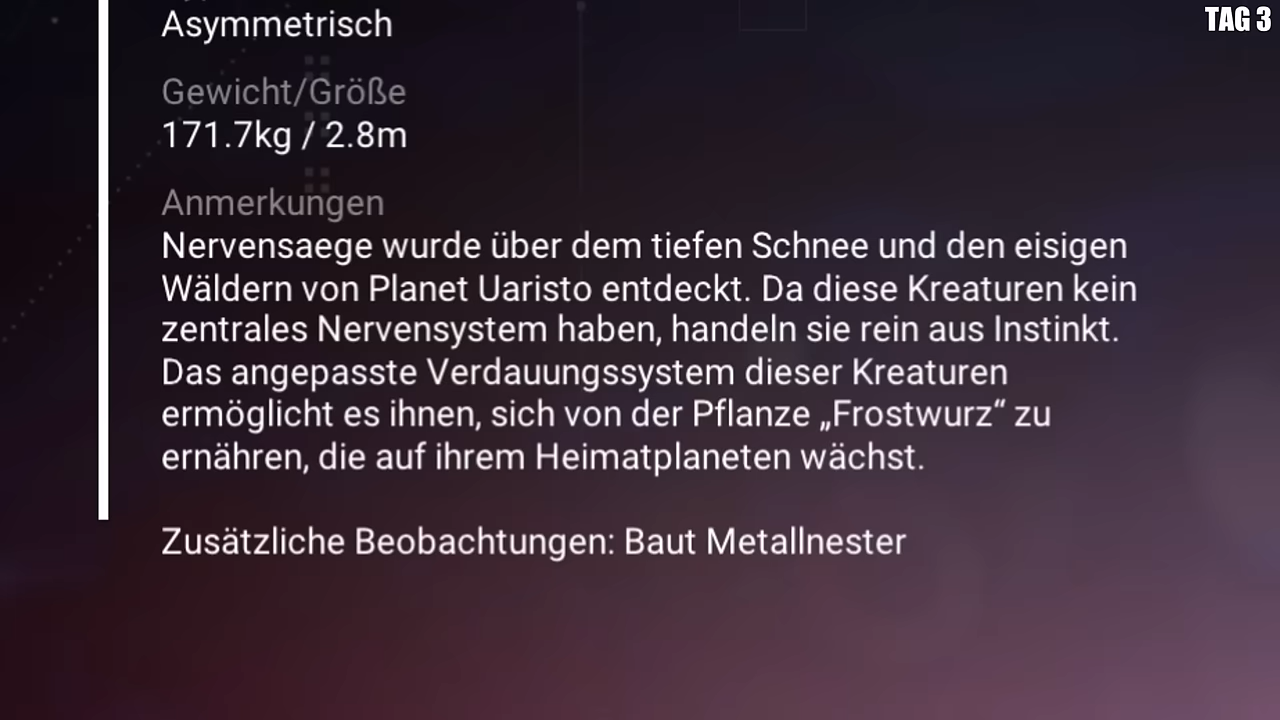 TAG 3
Asymmetrisch
Gewicht/Größe
171.7kg / 2.8m
Anmerkungen
Nervensaege wurde über dem tiefen Schnee und den eisigen
Wäldern von Planet Uaristo entdeckt. Da diese Kreaturen kein
zentrales Nervensystem haben, handeln sie rein aus Instinkt.
Das angepasste Verdauungssystem dieser Kreaturen
ermöglicht es ihnen, sich von der Pflanze „Frostwurz“ zu
ernähren, die auf ihrem Heimatplaneten wächst.
Zusätzliche Beobachtungen: Baut Metallnester